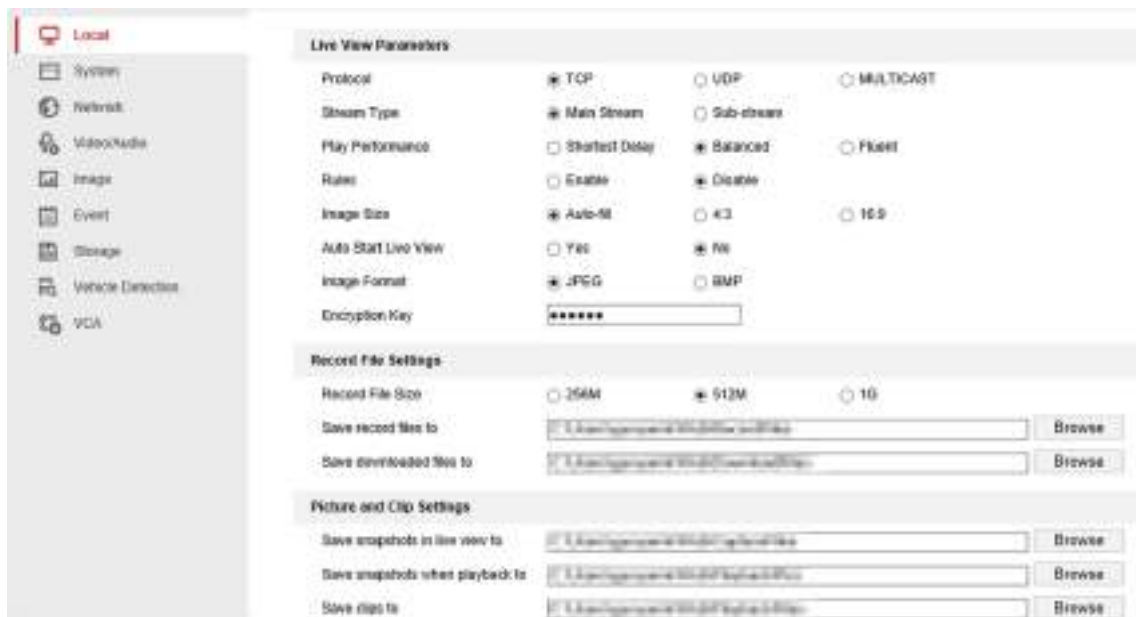 Local
System
Network
Video/Audio
Image
Event
Storage
Vehicle Detection
VCA
Live View Parameters
Protocol TCP UDP MULTICAST
Stream Type Main Stream Sub-stream
Play Performance Shortest Delay Balanced Fluent
Rules Enable Disable
Image Size Auto-fill 4:3 16:9
Auto Start Live View Yes No
Image Format JPEG BMP
Encryption Key ••••••
Record File Settings
Record File Size 256M 512M 1G
Save record files to Browse
Save downloaded files to Browse
Picture and Clip Settings
Save snapshots in live view to Browse
Save snapshots when playback to Browse
Save clips to Browse